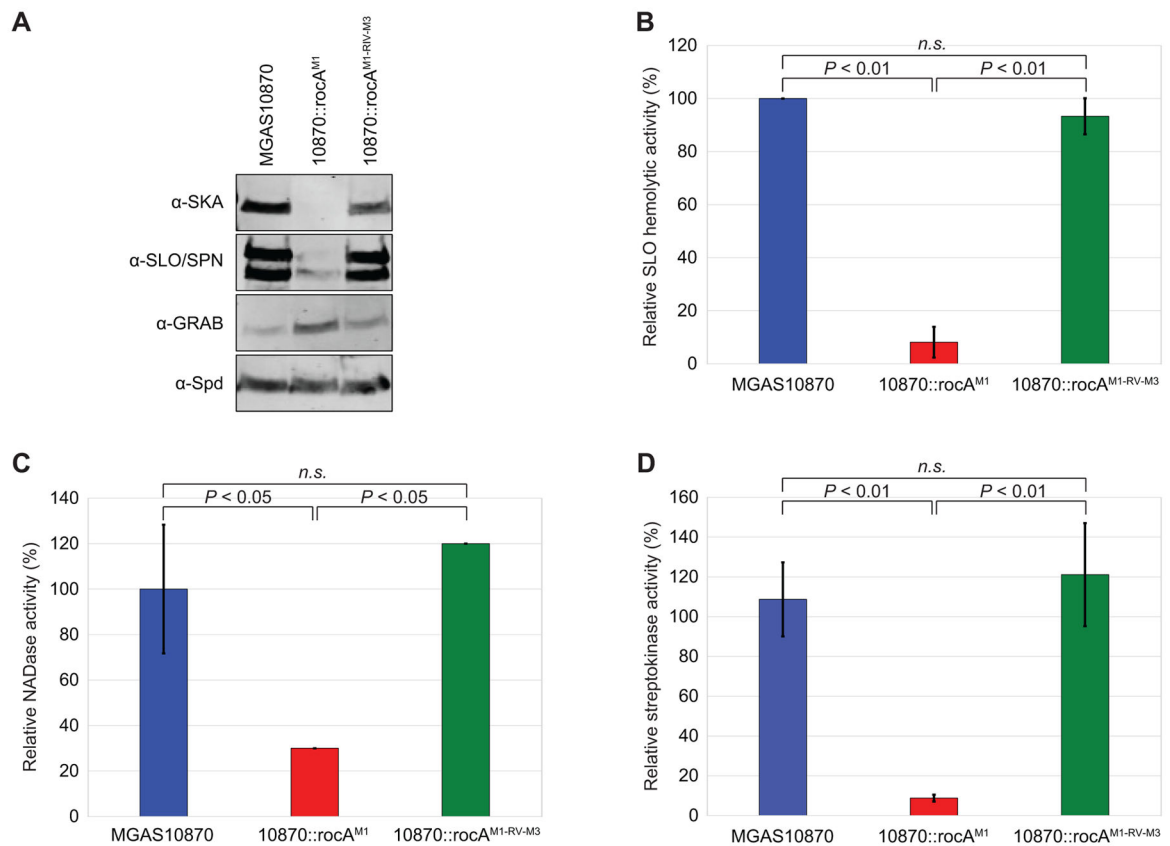 A
MGAS10870
10870::rocAM1
10870::rocAM1-RIV-M3
α-SKA
α-SLO/SPN
α-GRAB
α-Spd
B
Relative SLO hemolytic activity (%)
120
100
80
60
40
20
0
n.s.
P < 0.01
P < 0.01
MGAS10870
10870::rocAM1
10870::rocAM1-RV-M3
C
Relative NADase activity (%)
140
120
100
80
60
40
20
0
n.s.
P < 0.05
P < 0.05
MGAS10870
10870::rocAM1
10870::rocAM1-RV-M3
D
Relative streptokinase activity (%)
160
140
120
100
80
60
40
20
0
n.s.
P < 0.01
P < 0.01
MGAS10870
10870::rocAM1
10870::rocAM1-RV-M3